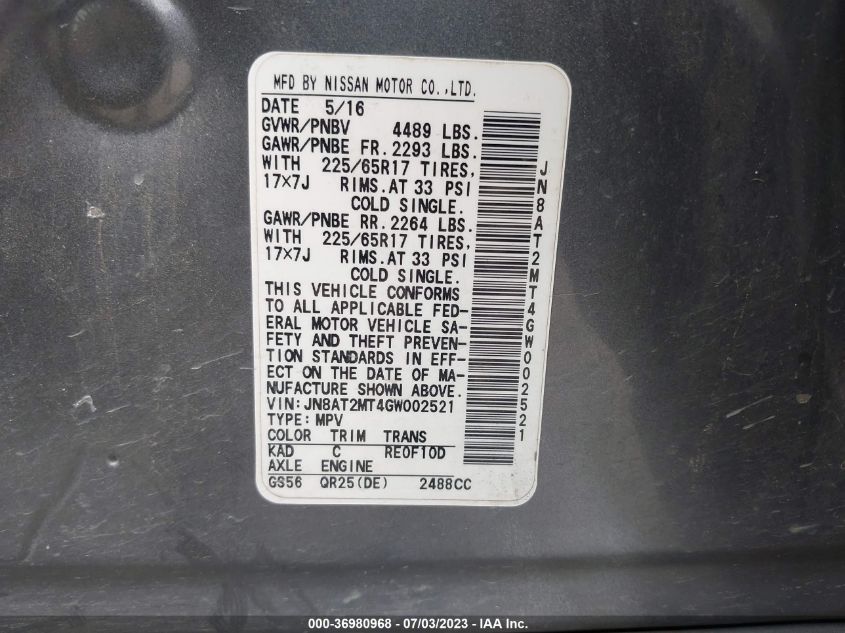 MFD BY NISSAN MOTOR CO.,LTD.
DATE 5/16
GVWR/PNBV 4489 LBS.
GAWR/PNBE FR. 2293 LBS.
WITH 225/65R17 TIRES,
17×7J RIMS. AT 33 PSI
COLD SINGLE.
GAWR/PNBE RR. 2264 LBS.
WITH 225/65R17 TIRES,
17×7J RIMS. AT 33 PSI
COLD SINGLE.
THIS VEHICLE CONFORMS
TO ALL APPLICABLE FED-
ERAL MOTOR VEHICLE SA-
FETY AND THEFT PREVEN-
TION STANDARDS IN EFF-
ECT ON THE DATE OF MA-
NUFACTURE SHOWN ABOVE.
VIN:JN8AT2MT4GW002521
TYPE: MPV
COLOR TRIM TRANS
KAD C RE0F10D
AXLE ENGINE
GS56 QR25(DE) 2488CC
JN8AT2MT4GW002521
000-36980968 - 07/03/2023 - IAA Inc.